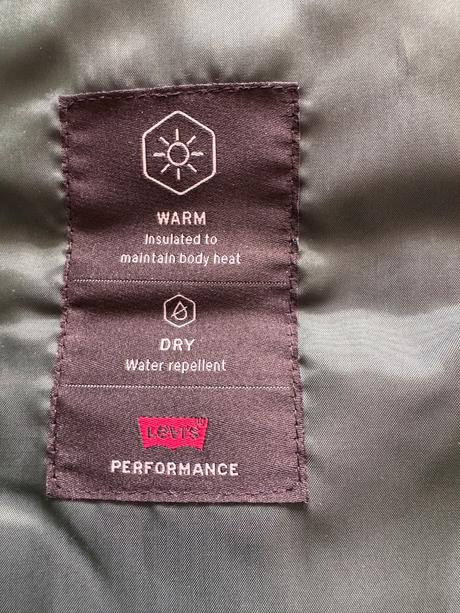 WARM
Insulated to
maintain body heat
DRY
Water repellent
Levi's
PERFORMANCE